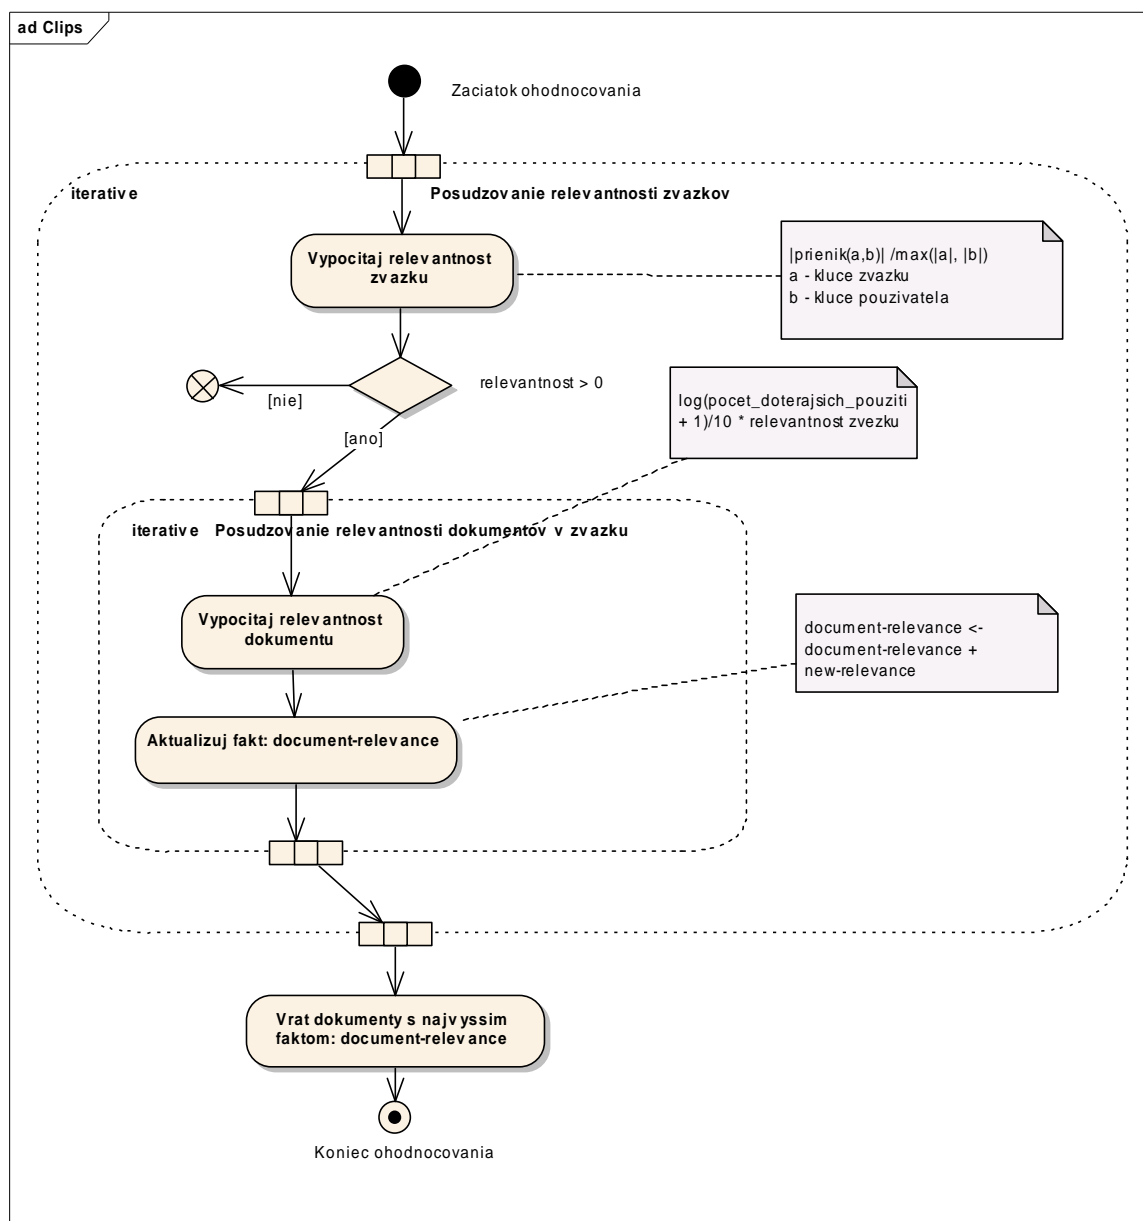 ad Clips
Zaciatok ohodnocovania
iterative
Posudzovanie relevantnosti zvazkov
Vypocitaj relevantnost
zvazku
|prienik(a,b)| /max(|a|, |b|)
a - kluce zvazku
b - kluce pouzivatela
relevantnost > 0
[nie]
log(pocet_doterajsich_pouziti
+ 1)/10 * relevantnost zvezku
[ano]
iterative Posudzovanie relevantnosti dokumentov v zvazku
Vypocitaj relevantnost
dokumentu
document-relevance <-
document-relevance +
new-relevance
Aktualizuj fakt: document-relevance
Vrat dokumenty s najvyssim
faktom: document-relevance
Koniec ohodnocovania